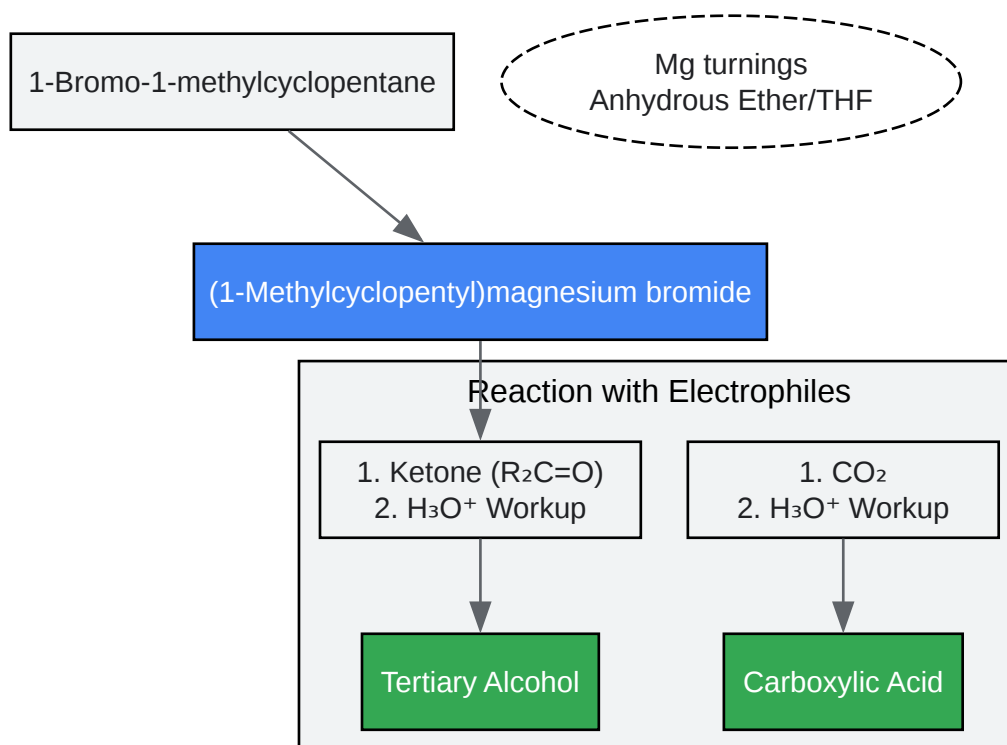 1-Bromo-1-methylcyclopentane
Mg turnings
Anhydrous Ether/THF
(1-Methylcyclopentyl)magnesium bromide
Reaction with Electrophiles
1. Ketone (R₂C=O)
2. H₃O⁺ Workup
1. CO₂
2. H₃O⁺ Workup
Tertiary Alcohol
Carboxylic Acid